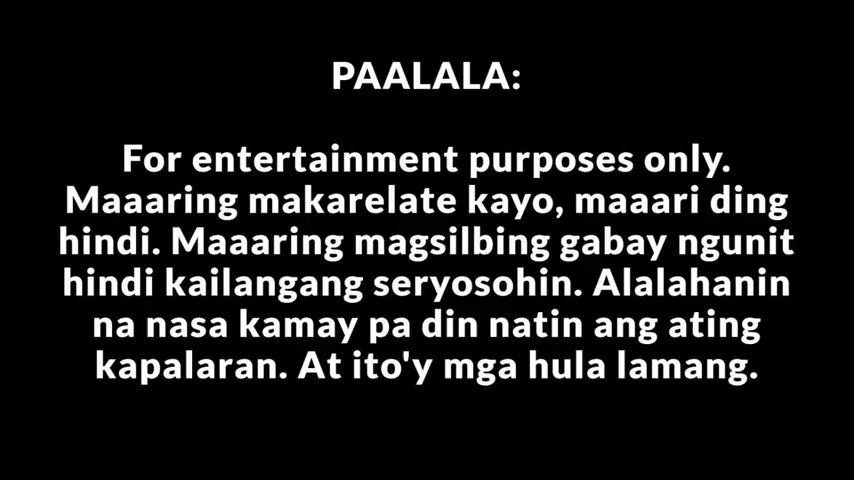 PAALALA:
For entertainment purposes only.
Maaaring makarelate kayo, maaari ding
hindi. Maaaring magsilbing gabay ngunit
hindi kailangang seryosohin. Alalahanin
na nasa kamay pa din natin ang ating
kapalaran. At ito'y mga hula lamang.